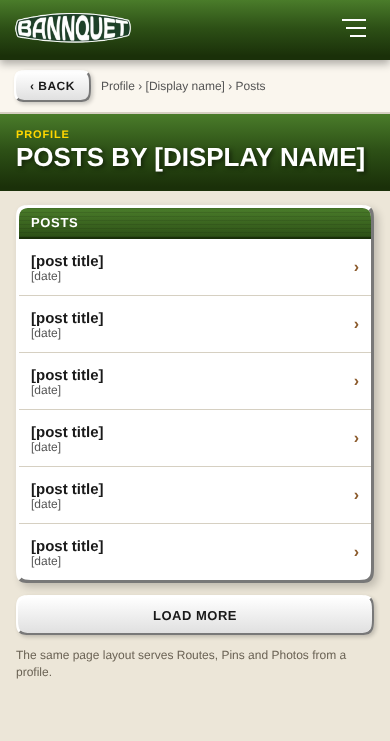 BANNQUET
‹ BACK
Profile › [Display name] › Posts
PROFILE
POSTS BY [DISPLAY NAME]
POSTS
[post title]
[date]
›
[post title]
[date]
›
[post title]
[date]
›
[post title]
[date]
›
[post title]
[date]
›
[post title]
[date]
›
LOAD MORE
The same page layout serves Routes, Pins and Photos from a
profile.